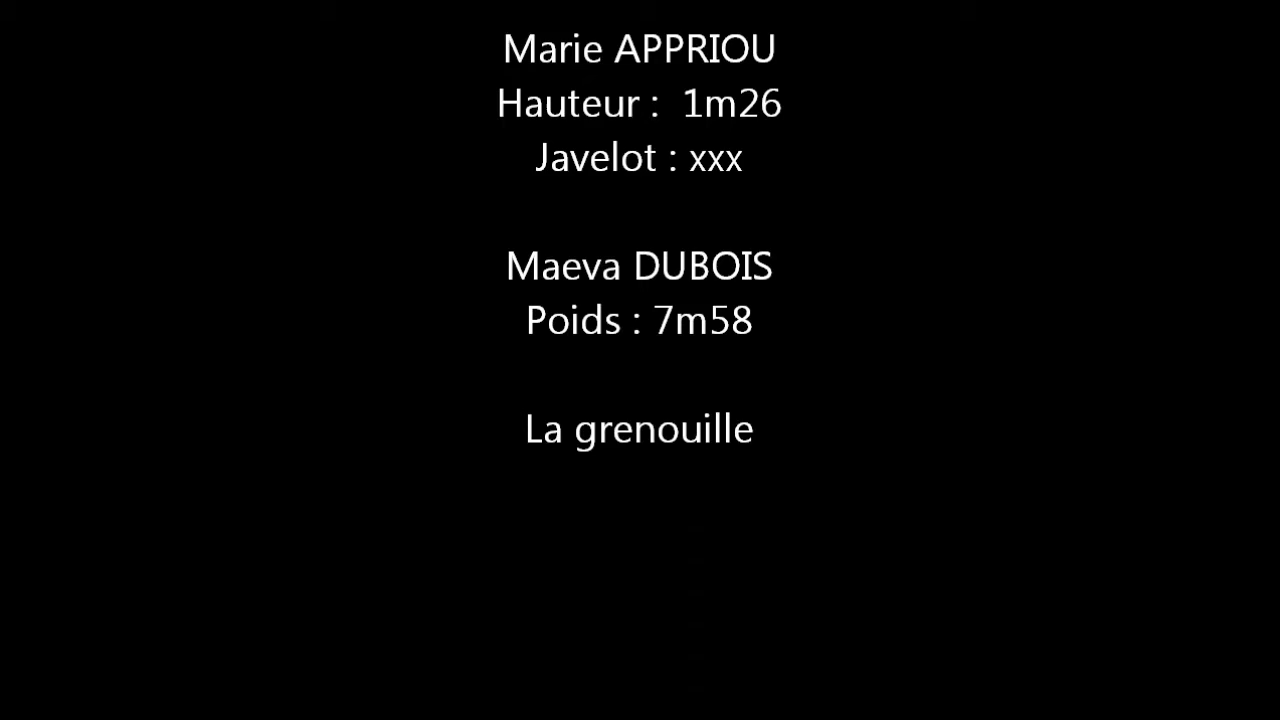 Marie APPRIOU
Hauteur :  1m26
Javelot : xxx
Maeva DUBOIS
Poids : 7m58
La grenouille